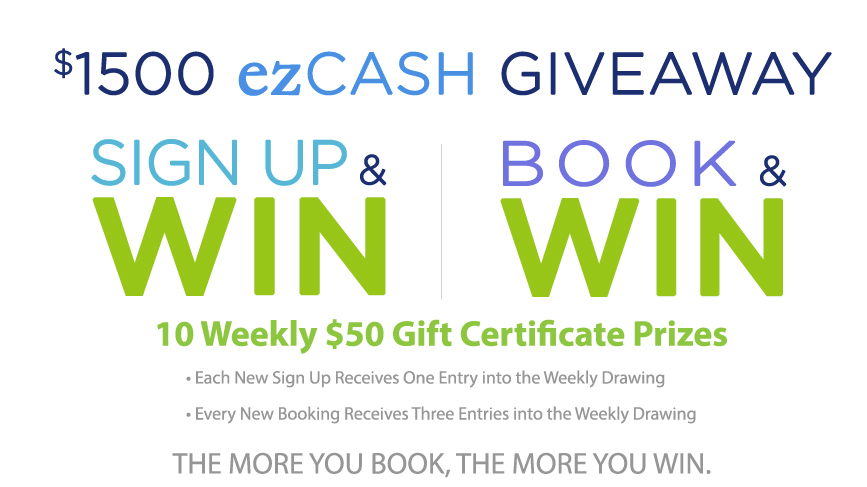 $1500 ezCASH GIVEAWAY
SIGN UP &
WIN
BOOK &
WIN
10 Weekly $50 Gift Certificate Prizes
• Each New Sign Up Receives One Entry into the Weekly Drawing
• Every New Booking Receives Three Entries into the Weekly Drawing
THE MORE YOU BOOK, THE MORE YOU WIN.